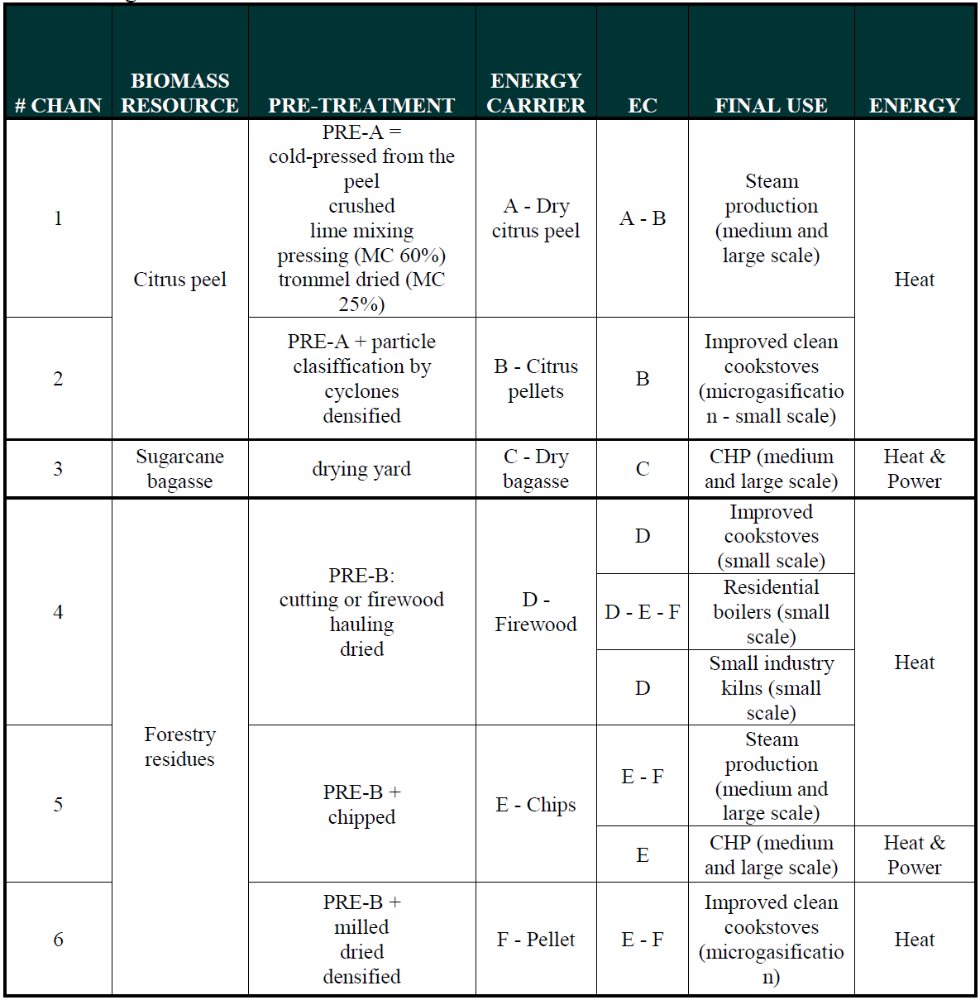 # CHAIN
BIOMASS
RESOURCE
PRE-TREATMENT
ENERGY
CARRIER
EC
FINAL USE
ENERGY
1
Citrus peel
PRE-A =
cold-pressed from the
peel
crushed
lime mixing
pressing (MC 60%)
trommel dried (MC
25%)
A - Dry
citrus peel
A - B
Steam
production
(medium and
large scale)
Heat
2
PRE-A + particle
clasiffication by
cyclones
densified
B - Citrus
pellets
B
Improved clean
cookstoves
(microgasificatio
n - small scale)
3
Sugarcane
bagasse
drying yard
C - Dry
bagasse
C
CHP (medium
and large scale)
Heat &
Power
4
Forestry
residues
PRE-B:
cutting or firewood
hauling
dried
D -
Firewood
D
Improved
cookstoves
(small scale)
Heat
D - E - F
Residential
boilers (small
scale)
D
Small industry
kilns (small
scale)
5
PRE-B +
chipped
E - Chips
E - F
Steam
production
(medium and
large scale)
E
CHP (medium
and large scale)
Heat &
Power
6
PRE-B +
milled
dried
densified
F - Pellet
E - F
Improved clean
cookstoves
(microgasificatio
n)
Heat